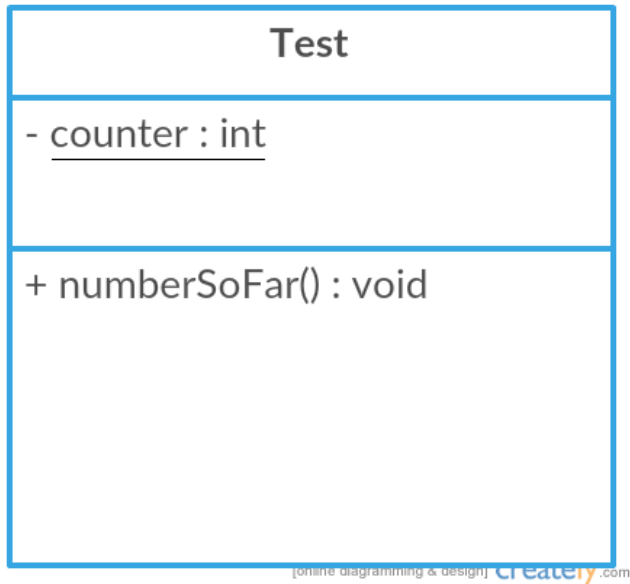 Test
- counter : int
+ numberSoFar() : void
[online diagramming & design] creately.com